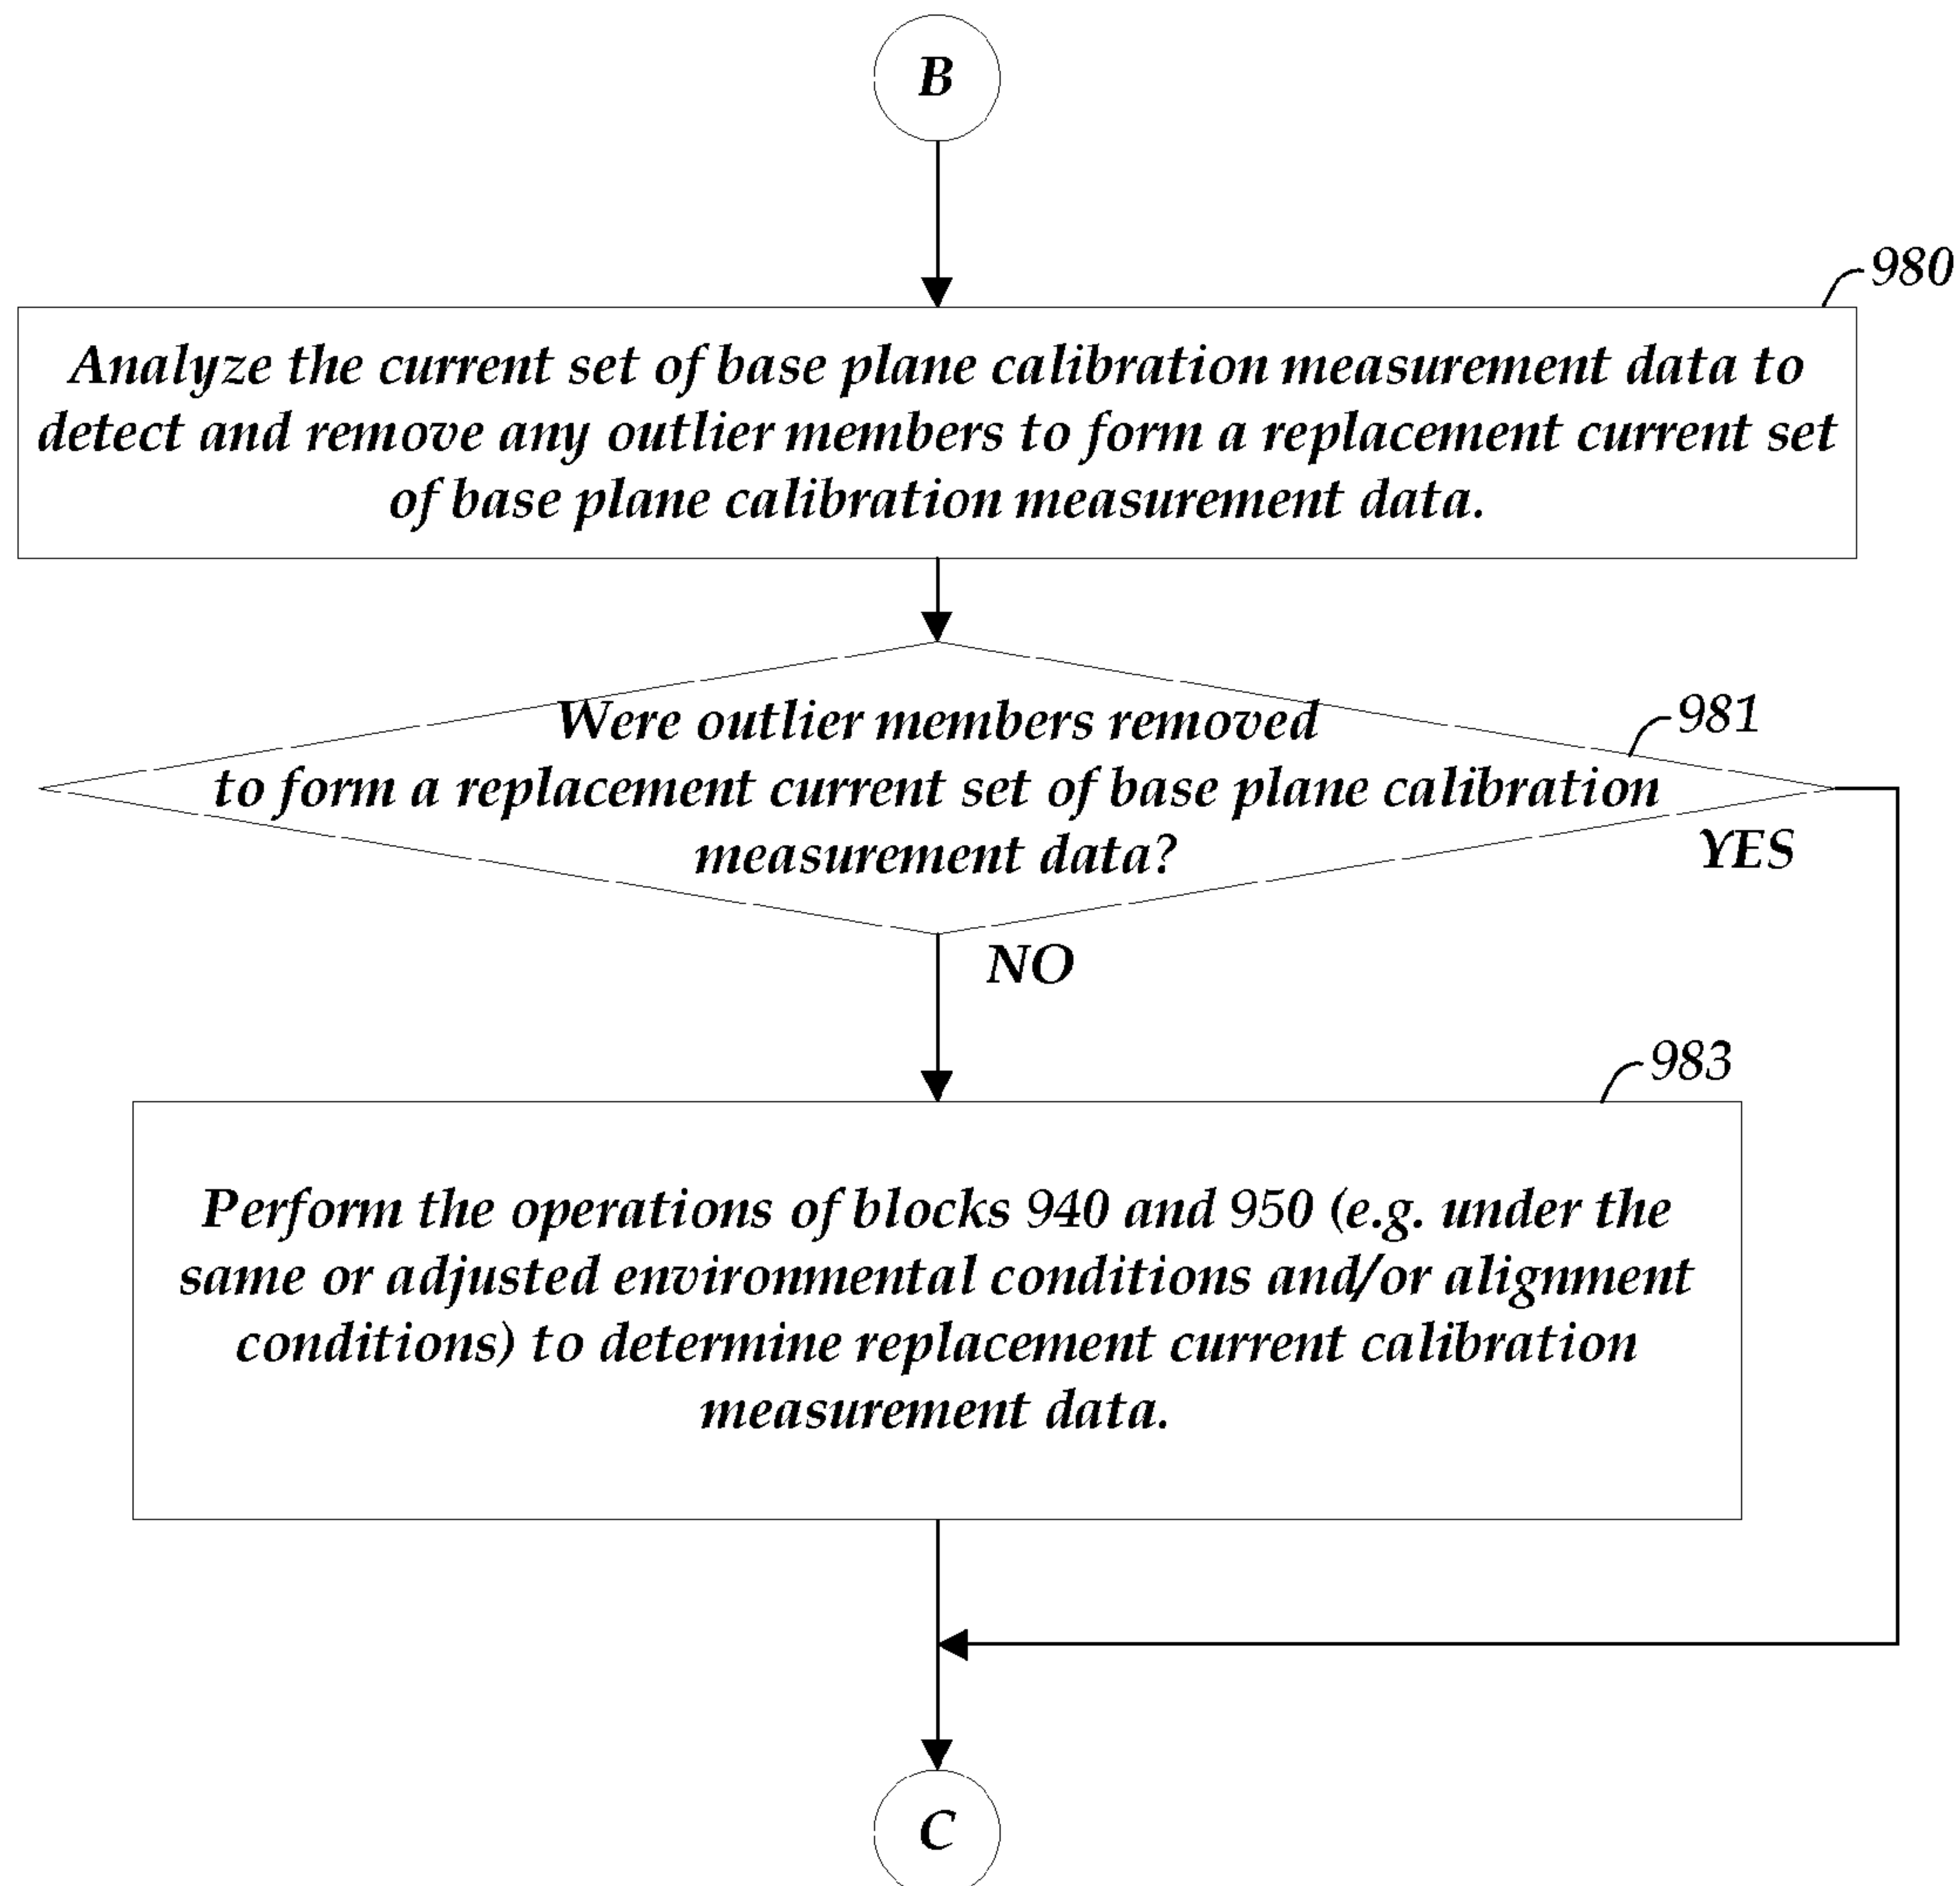 B
980
Analyze the current set of base plane calibration measurement data to
detect and remove any outlier members to form a replacement current set
of base plane calibration measurement data.
981
Were outlier members removed
to form a replacement current set of base plane calibration
measurement data?
YES
NO
983
Perform the operations of blocks 940 and 950 (e.g. under the
same or adjusted environmental conditions and/or alignment
conditions) to determine replacement current calibration
measurement data.
C